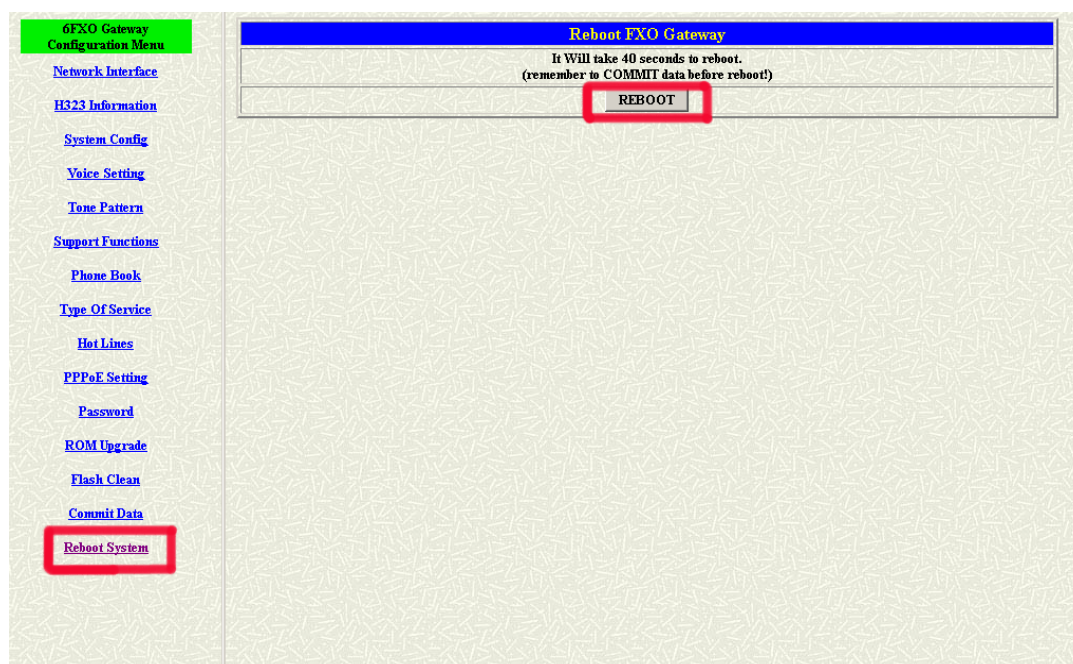 6FXO Gateway
Configuration Menu
Network Interface
H323 Information
System Config
Voice Setting
Tone Pattern
Support Functions
Phone Book
Type Of Service
Hot Lines
PPPoE Setting
Password
ROM Upgrade
Flash Clean
Commit Data
Reboot System
Reboot FXO Gateway
It Will take 40 seconds to reboot.
(remember to COMMIT data before reboot!)
REBOOT